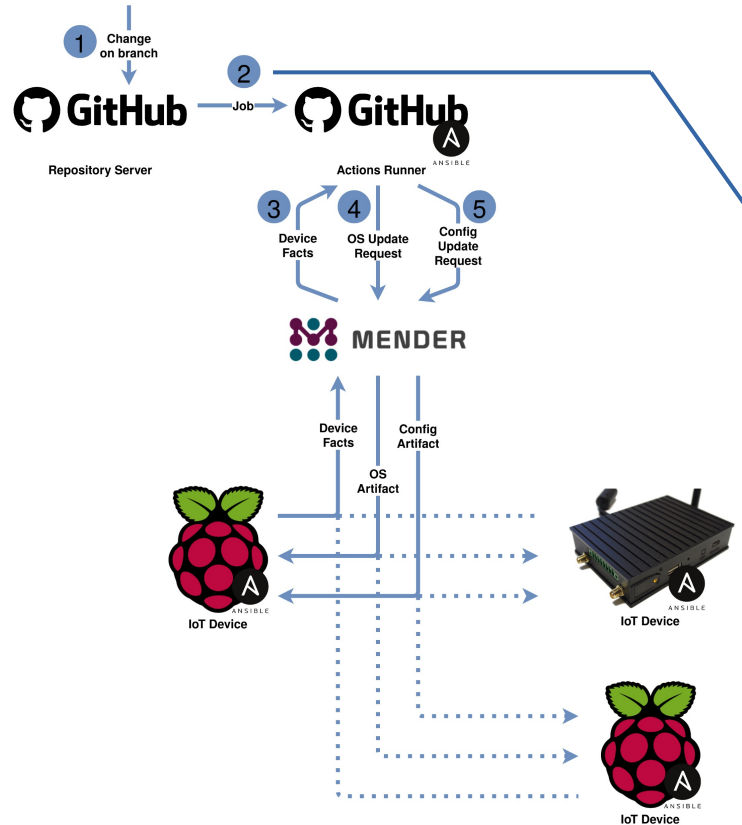 1
Change
on branch
2
GitHub
Job
GitHub
ANSIBLE
Repository Server
Actions Runner
3
4
5
Device
Facts
OS Update
Request
Config
Update
Request
MENDER
Device
Facts
Config
Artifact
OS
Artifact
ANSIBLE
IoT Device
ANSIBLE
IoT Device
ANSIBLE
IoT Device